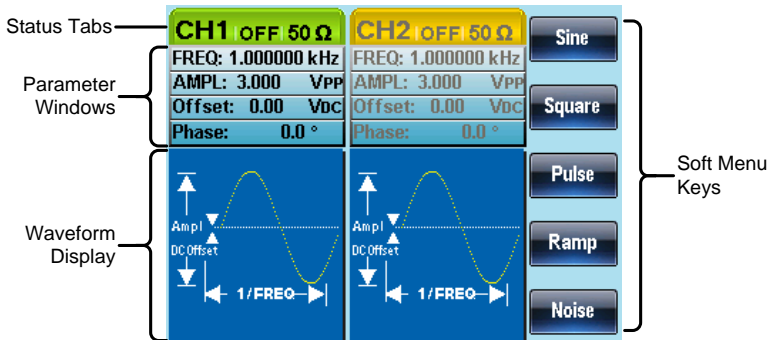 Status Tabs
CH1 OFF 50 Ω
CH2 OFF 50 Ω
Parameter
Windows
FREQ: 1.000000 kHz
AMPL: 3.000 VPP
Offset: 0.00 VDC
Phase: 0.0 °
FREQ: 1.000000 kHz
AMPL: 3.000 VPP
Offset: 0.00 VDC
Phase: 0.0 °
Waveform
Display
Ampl
DC Offset
1/FREQ
Ampl
DC Offset
1/FREQ
Sine
Square
Pulse
Ramp
Noise
Soft Menu
Keys